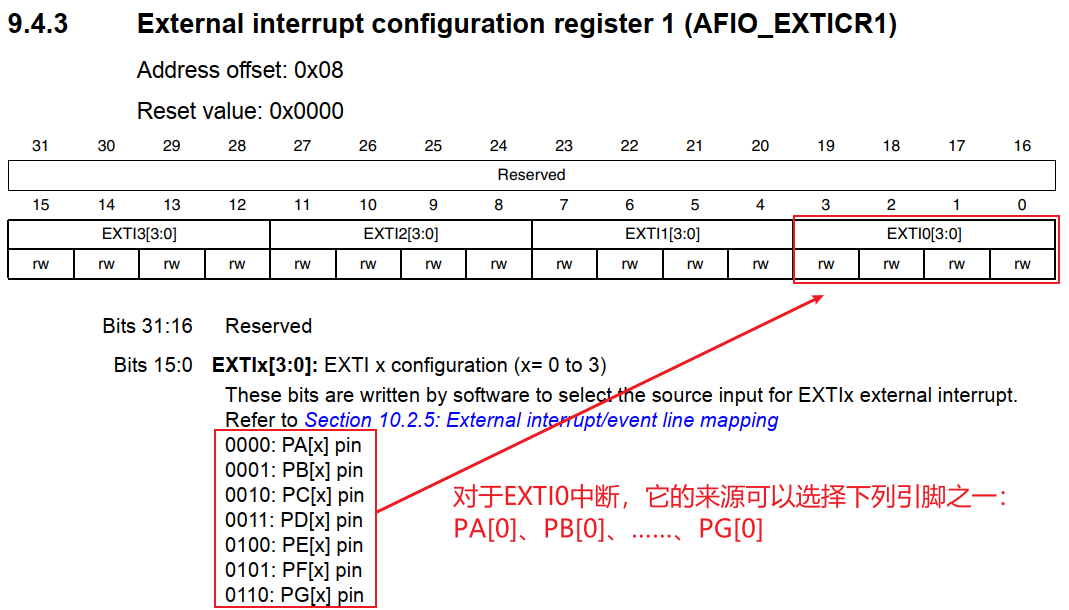 9.4.3 External interrupt configuration register 1 (AFIO_EXTICR1)
Address offset: 0x08
Reset value: 0x0000
31 30 29 28 27 26 25 24 23 22 21 20 19 18 17 16
Reserved
15 14 13 12 11 10 9 8 7 6 5 4 3 2 1 0
EXTI3[3:0] EXTI2[3:0] EXTI1[3:0] EXTI0[3:0]
rw rw rw rw rw rw rw rw rw rw rw rw rw rw rw rw
Bits 31:16 Reserved
Bits 15:0 EXTIx[3:0]: EXTI x configuration (x= 0 to 3)
These bits are written by software to select the source input for EXTIx external interrupt.
Refer to Section 10.2.5: External interrupt/event line mapping
0000: PA[x] pin
0001: PB[x] pin
0010: PC[x] pin
0011: PD[x] pin
0100: PE[x] pin
0101: PF[x] pin
0110: PG[x] pin
对于EXTI0中断，它的来源可以选择下列引脚之一：
PA[0]、PB[0]、……、PG[0]